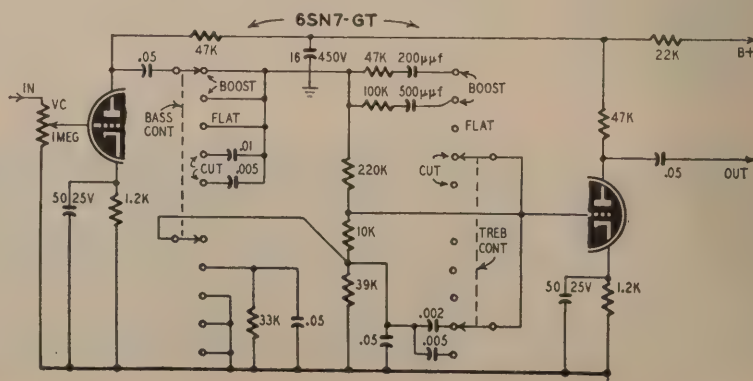 6SN7-GT
47K
22K
B+
.05
16
450V
47K
200µµf
IN
VC
1MEG
BASS
CONT
BOOST
FLAT
CUT
.01
.005
100K
500µµf
BOOST
FLAT
CUT
47K
.05
OUT
50
25V
1.2K
220K
10K
39K
TREB
CONT
33K
.05
.05
.002
.005
50
25V
1.2K